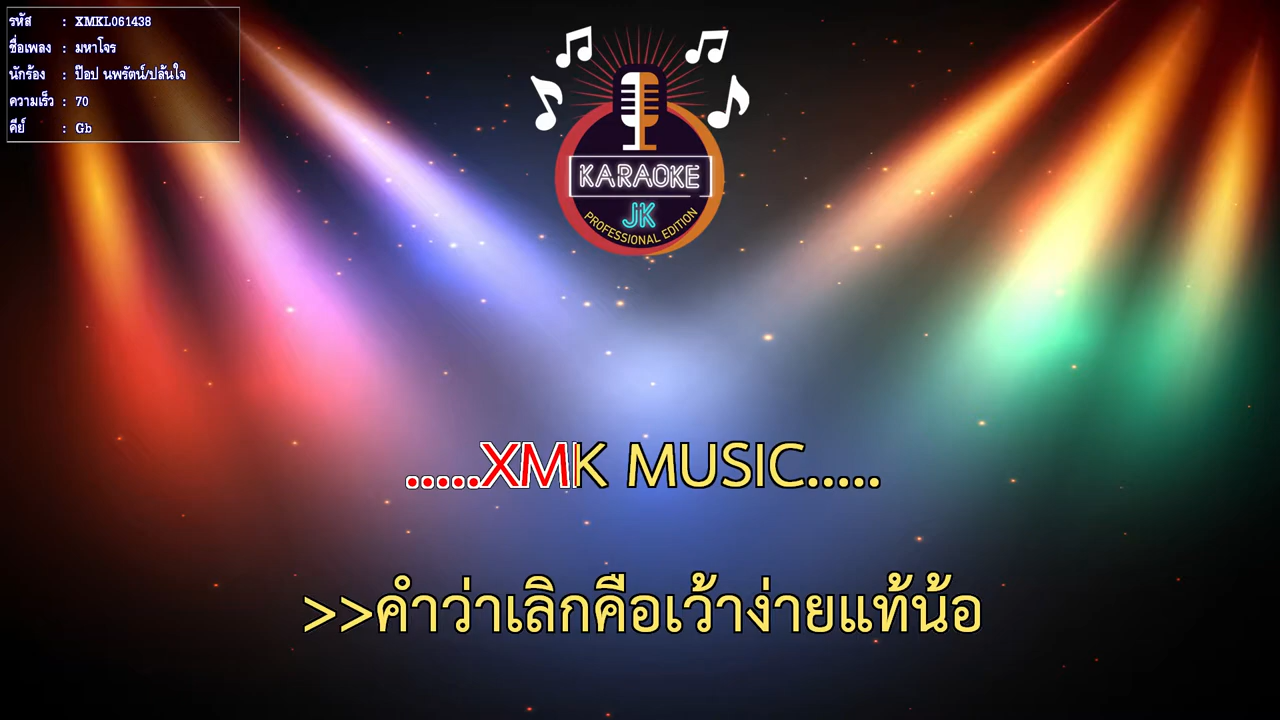 รหัส : XMKL061438
ชื่อเพลง : มหาโจร
นักร้อง : ป๊อป นพรัตน์/ปล้นใจ
ความเร็ว : 70
คีย์ : Gb
KARAOKE
JK
PROFESSIONAL EDITION
.....XMK MUSIC.....
>>คำว่าเลิกคือเว้าง่ายแท้น้อ